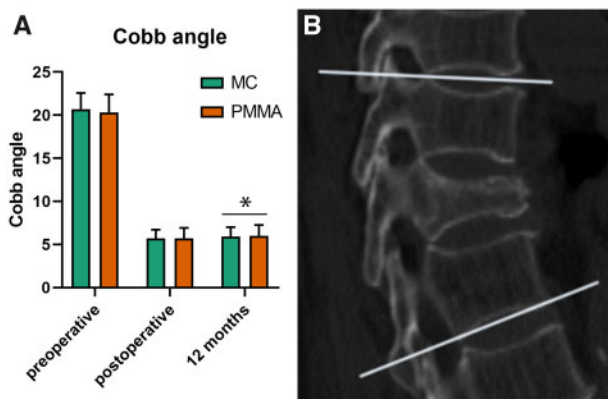 A
B
Cobb angle
MC
PMMA
Cobb angle
25
20
15
10
5
0
*
preoperative
postoperative
12 months